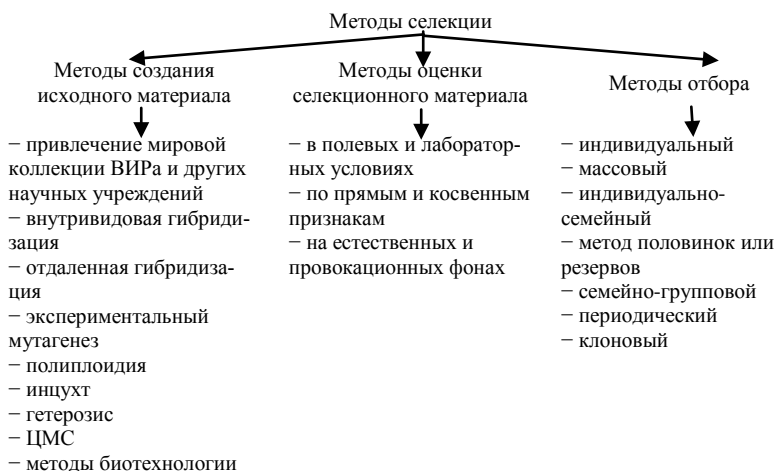 Методы селекции
Методы создания
исходного материала
− привлечение мировой
коллекции ВИРа и других
научных учреждений
− внутривидовая гибриди-
зация
− отдаленная гибридиза-
ция
− экспериментальный
мутагенез
− полиплоидия
− инцухт
− гетерозис
− ЦМС
− методы биотехнологии
Методы оценки
селекционного материала
− в полевых и лаборатор-
ных условиях
− по прямым и косвенным
признакам
− на естественных и
провокационных фонах
Методы отбора
− индивидуальный
− массовый
− индивидуально-
семейный
− метод половинок или
резервов
− семейно-групповой
− периодический
− клоновый